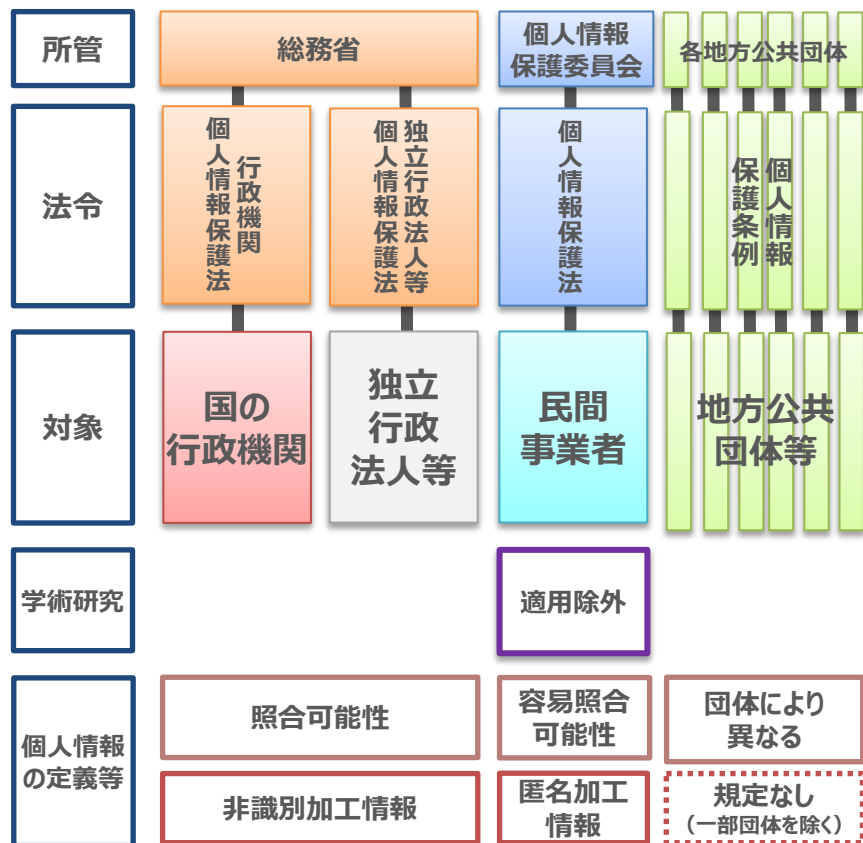 所管
総務省
個人情報
保護委員会
各地方公共団体
法令
行政機関
個人情報保護法
独立行政法人等
個人情報保護法
個人情報保護法
個人情報
保護条例
対象
国の
行政機関
独立
行政
法人等
民間
事業者
地方公共
団体等
学術研究
適用除外
個人情報
の定義等
照合可能性
容易照合
可能性
団体により
異なる
非識別加工情報
匿名加工
情報
規定なし
(一部団体を除く)